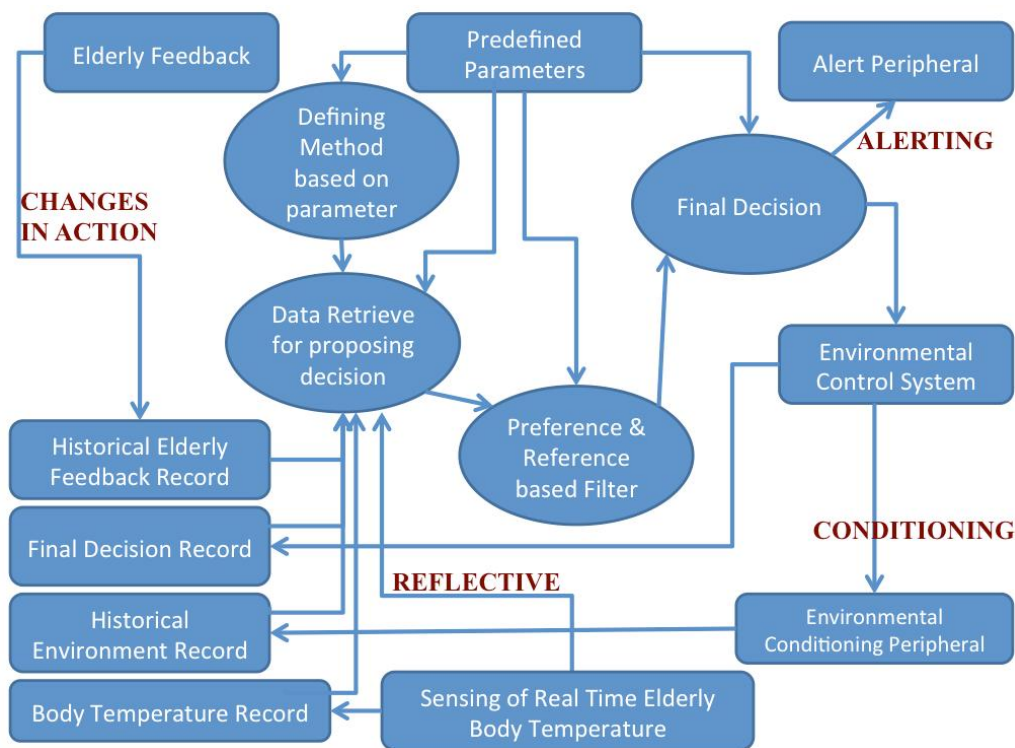 Elderly Feedback
Predefined
Parameters
Alert Peripheral
Defining
Method
based on
parameter
ALERTING
CHANGES
IN ACTION
Final Decision
Data Retrieve
for proposing
decision
Environmental
Control System
Preference &
Reference
based Filter
Historical Elderly
Feedback Record
Final Decision Record
CONDITIONING
REFLECTIVE
Historical
Environment Record
Environmental
Conditioning Peripheral
Body Temperature Record
Sensing of Real Time Elderly
Body Temperature